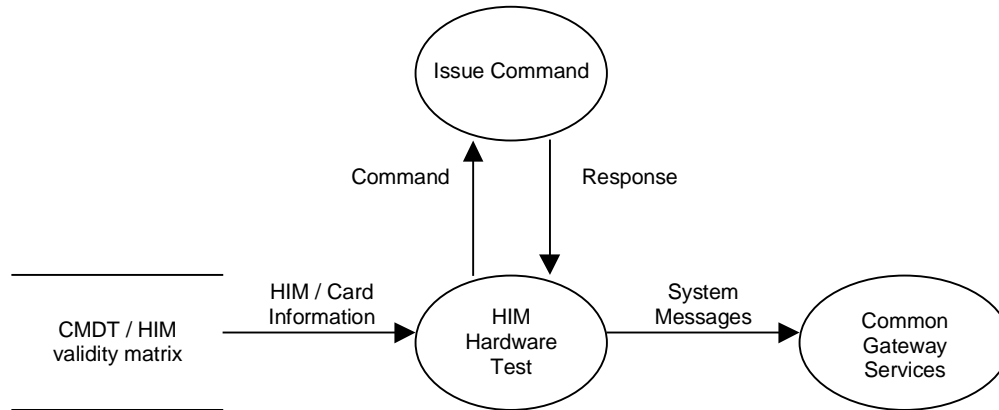 Issue Command
Command
Response
HIM / Card
Information
System
Messages
CMDT / HIM
validity matrix
HIM
Hardware
Test
Common
Gateway
Services